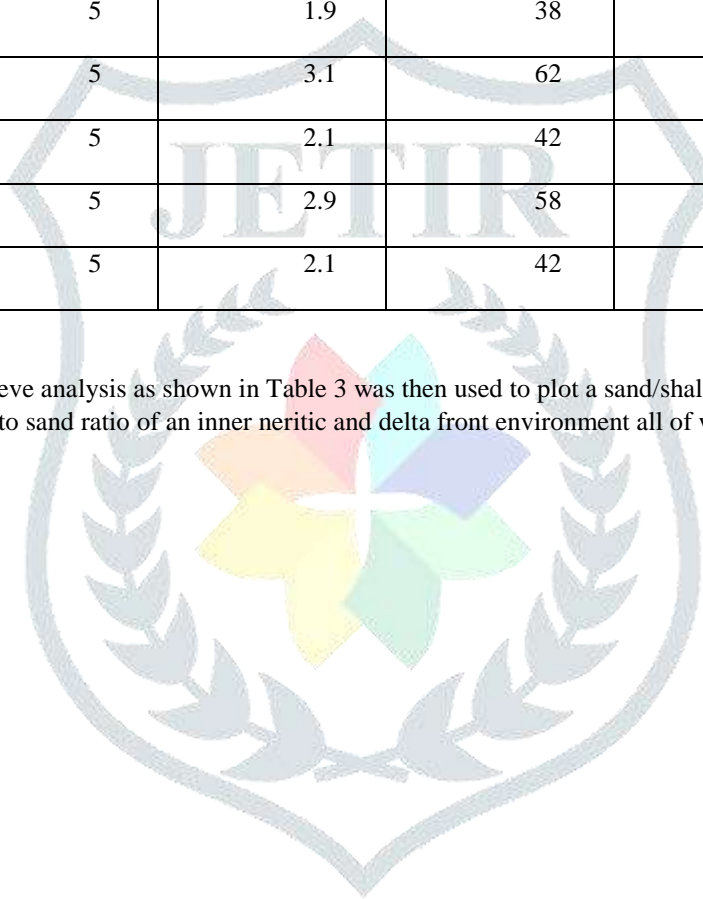 5 1.9 38
5 3.1 62
5 2.1 42
JETIR
5 2.9 58
5 2.1 42
eve analysis as shown in Table 3 was then used to plot a sand/shal
to sand ratio of an inner neritic and delta front environment all of